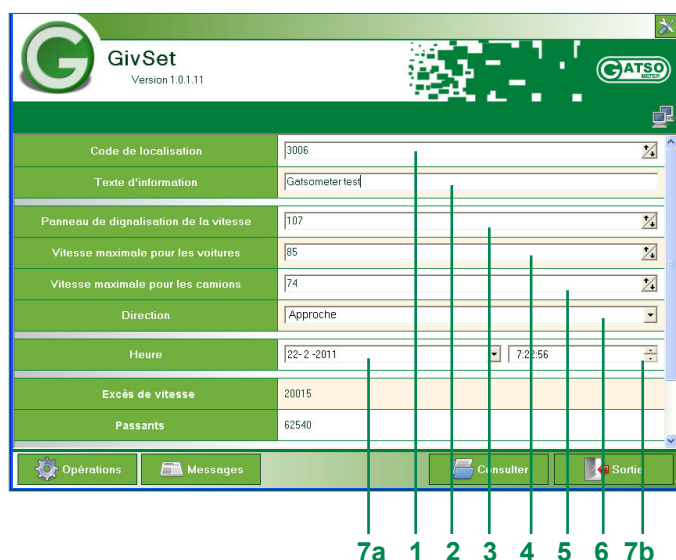 GivSet
Version 1.0.1.11
GATSO
METER
Code de localisation 3006
Texte d'information Gatsometer test
Panneau de dignalisation de la vitesse 107
Vitesse maximale pour les voitures 85
Vitesse maximale pour les camions 74
Direction Approche
Heure 22- 2 -2011 7:22:56
Excès de vitesse 20015
Passants 62540
Opérations Messages Consulter Sortie
7a 1 2 3 4 5 6 7b